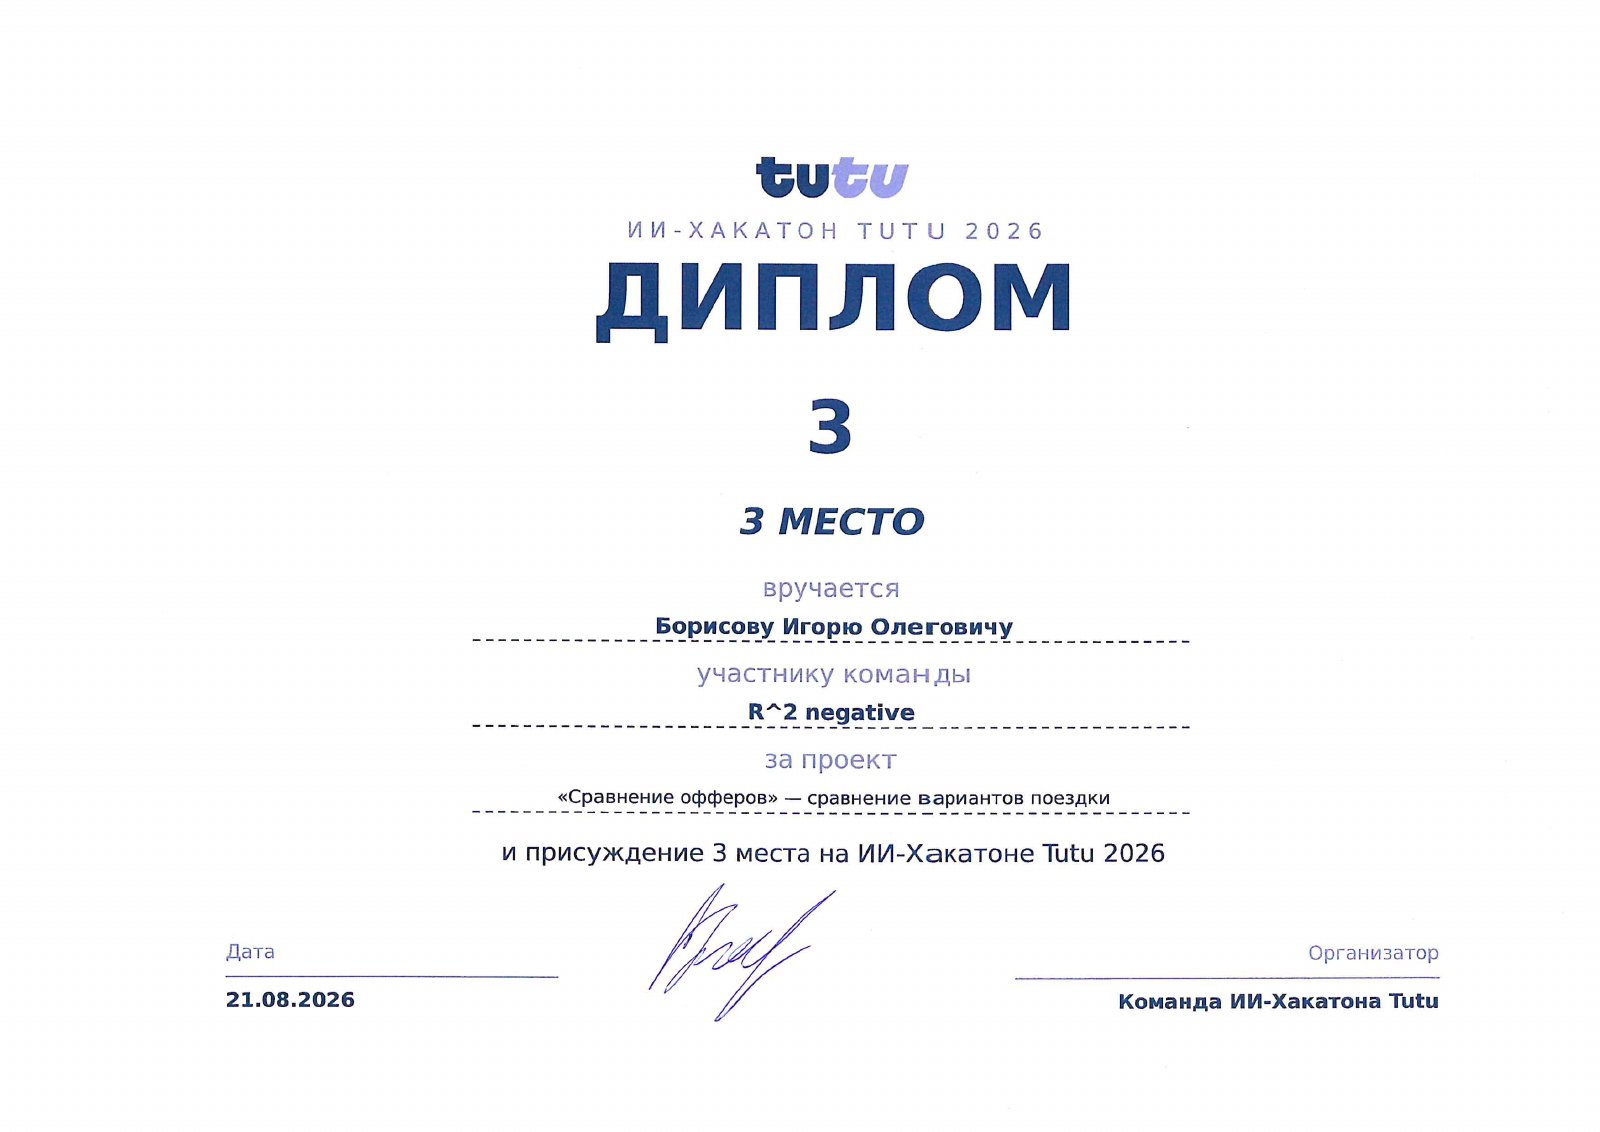 tutu
ИИ-ХАКАТОН TUTU 2026
ДИПЛОМ
3
3 МЕСТО
вручается
Борисову Игорю Олеговичу
участнику команды
R^2 negative
за проект
«Сравнение офферов» — сравнение вариантов поездки
и присуждение 3 места на ИИ-Хакатоне Tutu 2026
Дата
21.08.2026
Организатор
Команда ИИ-Хакатона Tutu